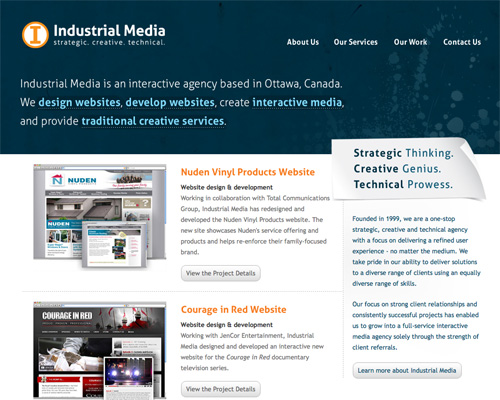 Industrial Media
strategic. creative. technical.
About Us
Our Services
Our Work
Contact Us
Industrial Media is an interactive agency based in Ottawa, Canada.
We design websites, develop websites, create interactive media,
and provide traditional creative services.
NUDEN
Nuden Vinyl Products Website
Website design & development
Working in collaboration with Total Communications
Group, Industrial Media has redesigned and
developed the Nuden Vinyl Products website. The
new site showcases Nuden's service offering and
products and helps re-enforce their family-focused
brand.
View the Project Details
COURAGE IN RED
Courage in Red Website
Website design & development
Working with JenCor Entertainment, Industrial
Media designed and developed an interactive new
website for the Courage in Red documentary
television series.
View the Project Details
Strategic Thinking.
Creative Genius.
Technical Prowess.
Founded in 1999, we are a one-stop
strategic, creative and technical agency
with a focus on delivering a refined user
experience - no matter the medium. We
take pride in our ability to deliver solutions
to a diverse range of clients using an equally
diverse range of skills.
Our focus on strong client relationships and
consistently successful projects has enabled
us to grow into a full-service interactive
media agency solely through the strength of
client referrals.
Learn more about Industrial Media